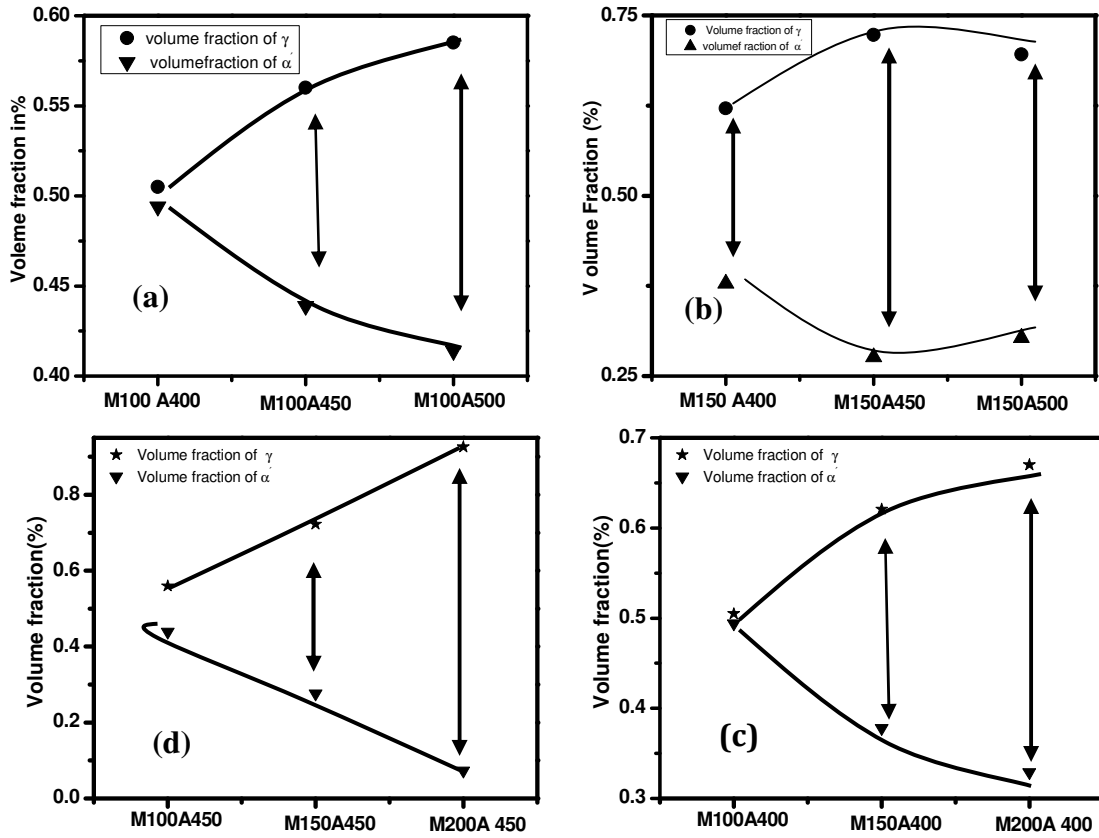 Voleme fraction in%
0.60
0.55
0.50
0.45
0.40
volume fraction of γ
volumefraction of α'
(a)
M100 A400
M100A450
M100A500
V olume Fraction (%)
0.75
0.50
0.25
Volume fraction of γ
volumef raction of α'
(b)
M150 A400
M150A450
M150A500
Volume fraction(%)
0.8
0.6
0.4
0.2
0.0
Volume fraction of γ
Volume fraction of α'
(d)
M100A450
M150A450
M200A 450
Volume fraction(%)
0.7
0.6
0.5
0.4
0.3
Volume fraction of γ
Volume fraction of α'
(c)
M100A400
M150A400
M200A 400